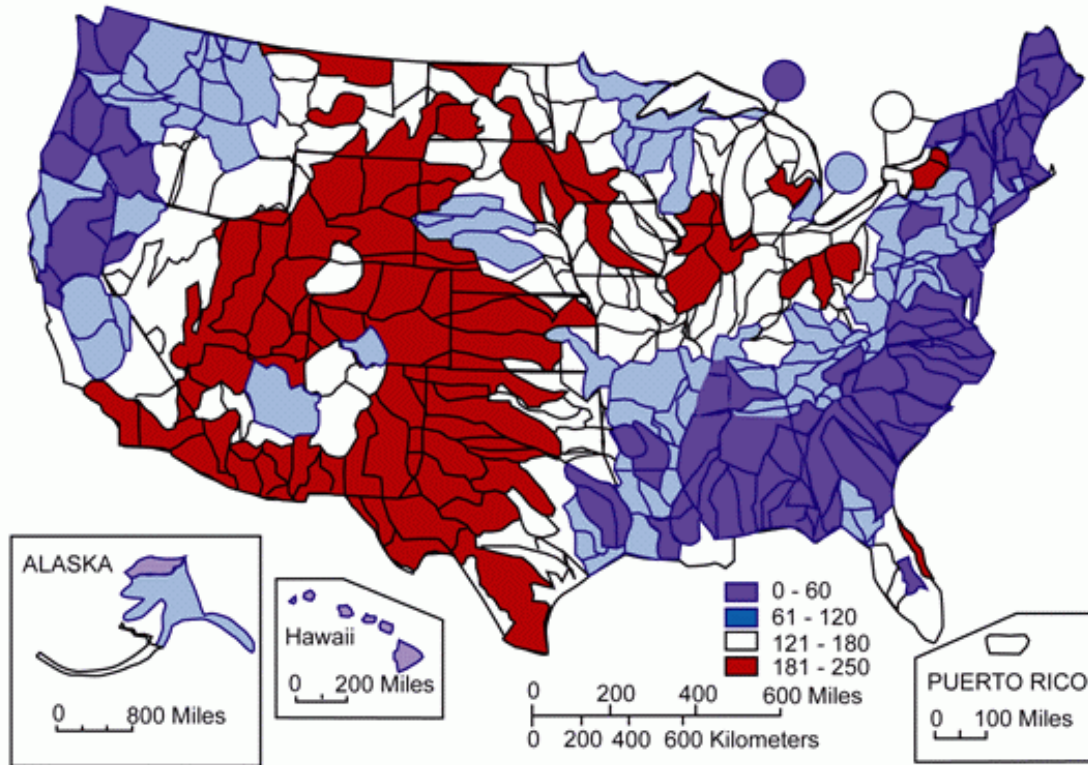 ALASKA
0
800 Miles
Hawaii
0
200 Miles
0 - 60
61 - 120
121 - 180
181 - 250
0 200 400 600 Miles
0 200 400 600 Kilometers
PUERTO RICO
0 100 Miles